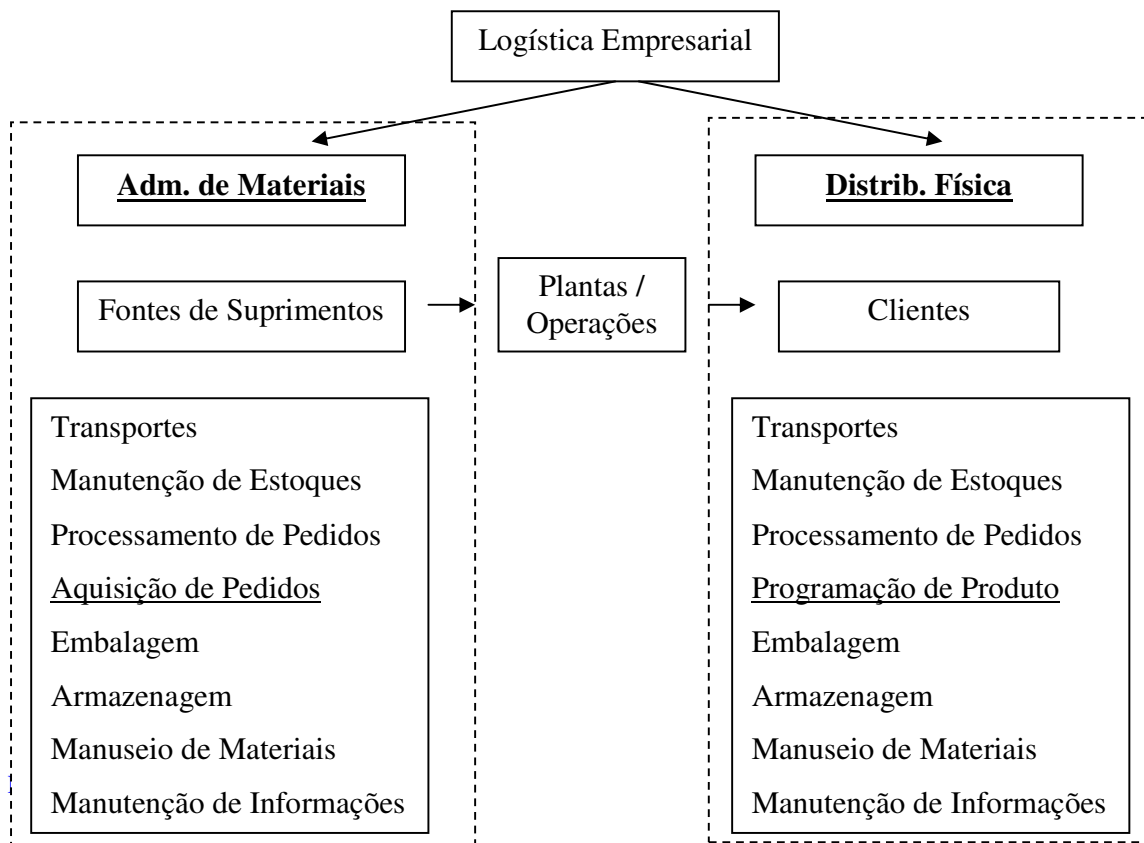 Logística Empresarial
Adm. de Materiais
Distrib. Física
Fontes de Suprimentos
Plantas /
Operações
Clientes
Transportes
Manutenção de Estoques
Processamento de Pedidos
Aquisição de Pedidos
Embalagem
Armazenagem
Manuseio de Materiais
Manutenção de Informações
Transportes
Manutenção de Estoques
Processamento de Pedidos
Programação de Produto
Embalagem
Armazenagem
Manuseio de Materiais
Manutenção de Informações